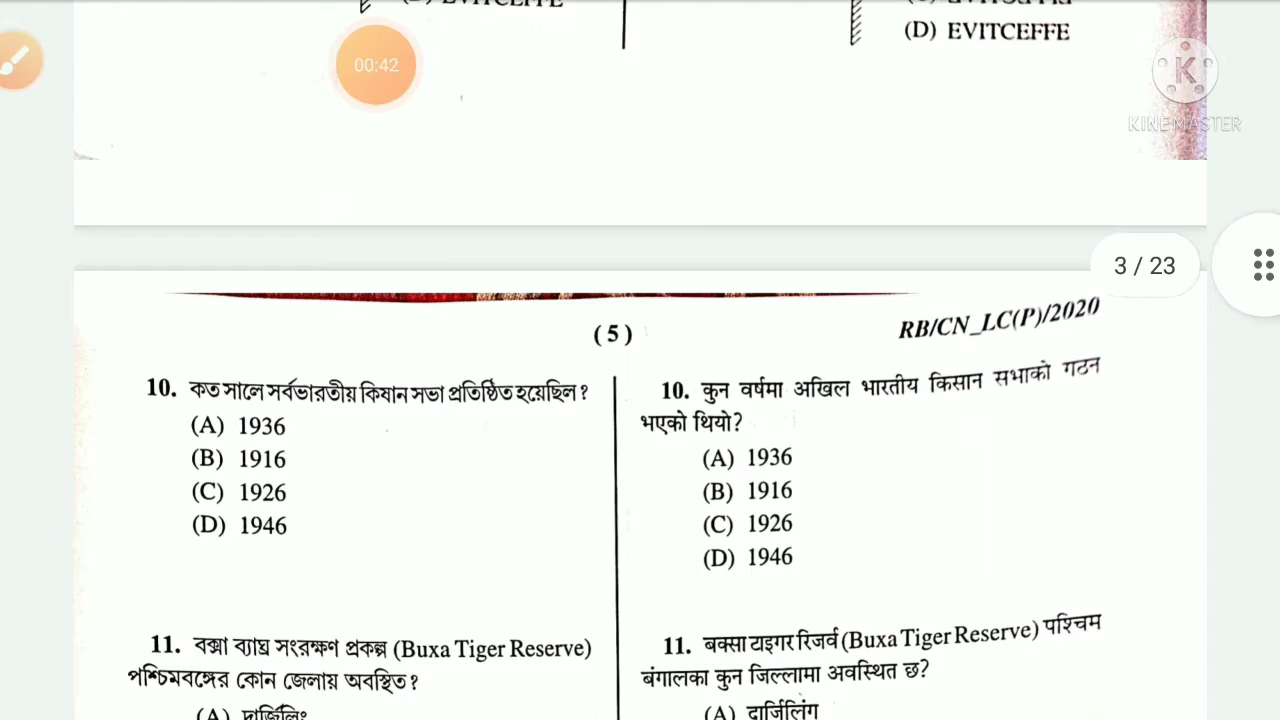 (D) EVITCEFFE
00:42
KINEMASTER
3 / 23
(5)
RB/CN_LC(P)/2020
10. কত সালে সর্বভারতীয় কিষান সভা প্রতিষ্ঠিত হয়েছিল?
(A) 1936
(B) 1916
(C) 1926
(D) 1946
11. বক্সা ব্যাঘ্র সংরক্ষণ প্রকল্প (Buxa Tiger Reserve)
পশ্চিমবঙ্গের কোন জেলায় অবস্থিত?
(A) দার্জিলিং
10. कुन वर्षमा अखिल भारतीय किसान सभाको गठन
भएको थियो?
(A) 1936
(B) 1916
(C) 1926
(D) 1946
11. बक्सा टाइगर रिजर्व (Buxa Tiger Reserve) पश्चिम
बंगालका कुन जिल्लामा अवस्थित छ?
(A) दार्जिलिंग